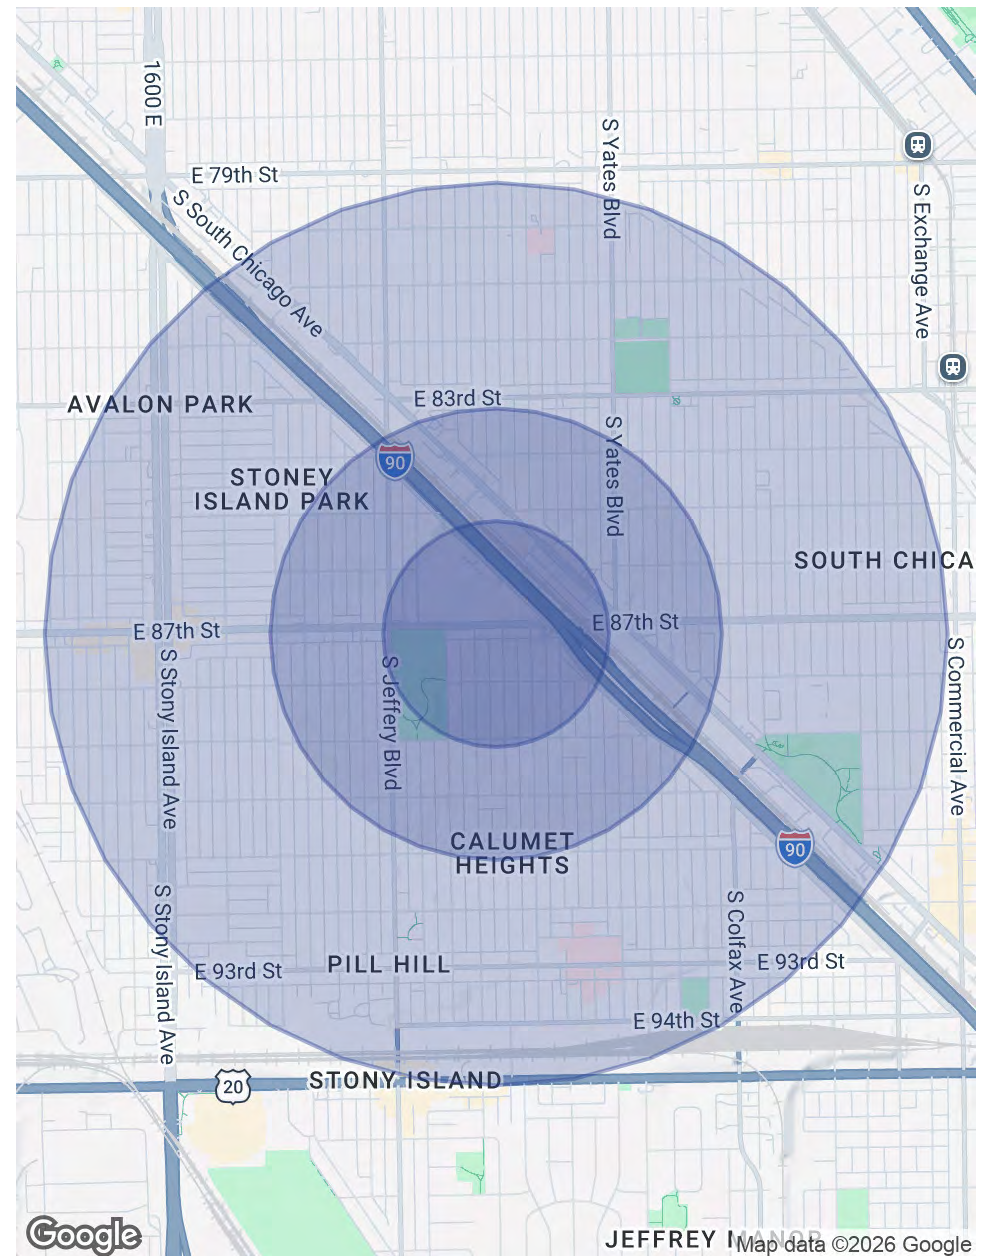 1600 E
E 79th St
S Yates Blvd
S South Chicago Ave
S Exchange Ave
AVALON PARK
E 83rd St
90
STONEY
ISLAND PARK
S Yates Blvd
SOUTH CHICA
E 87th St
E 87th St
S Stony Island Ave
S Jeffery Blvd
S Commercial Ave
CALUMET
HEIGHTS
90
S Stony Island Ave
S Colfax Ave
E 93rd St
PILL HILL
E 93rd St
E 94th St
STONY ISLAND
20
Google
JEFFREY MANOR
Map data ©2026 Google